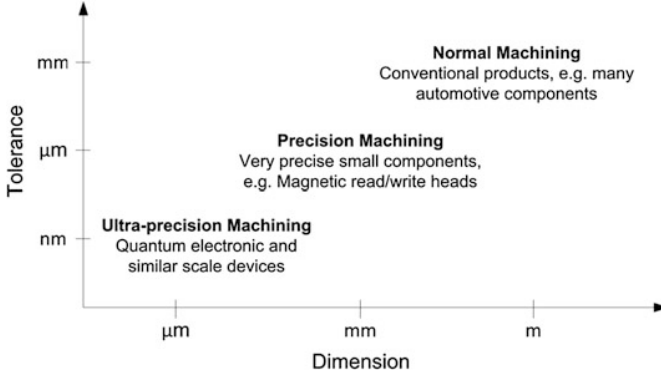 Normal Machining
mm
Conventional products, e.g. many
automotive components
Precision Machining
μm
Very precise small components,
e.g. Magnetic read/write heads
Tolerance
Ultra-precision Machining
nm
Quantum electronic and
similar scale devices
μm
mm
m
Dimension